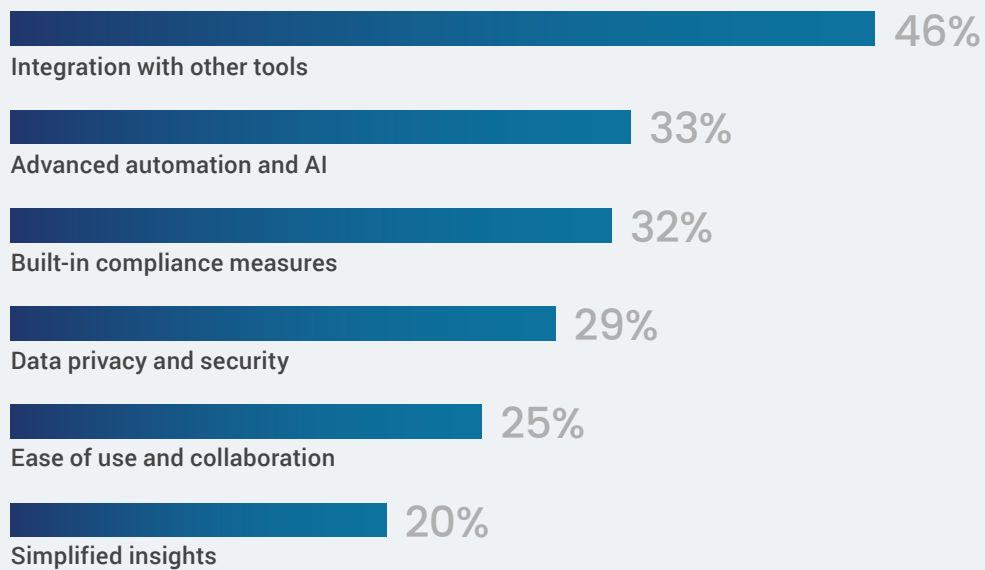 46%
Integration with other tools
33%
Advanced automation and AI
32%
Built-in compliance measures
29%
Data privacy and security
25%
Ease of use and collaboration
20%
Simplified insights